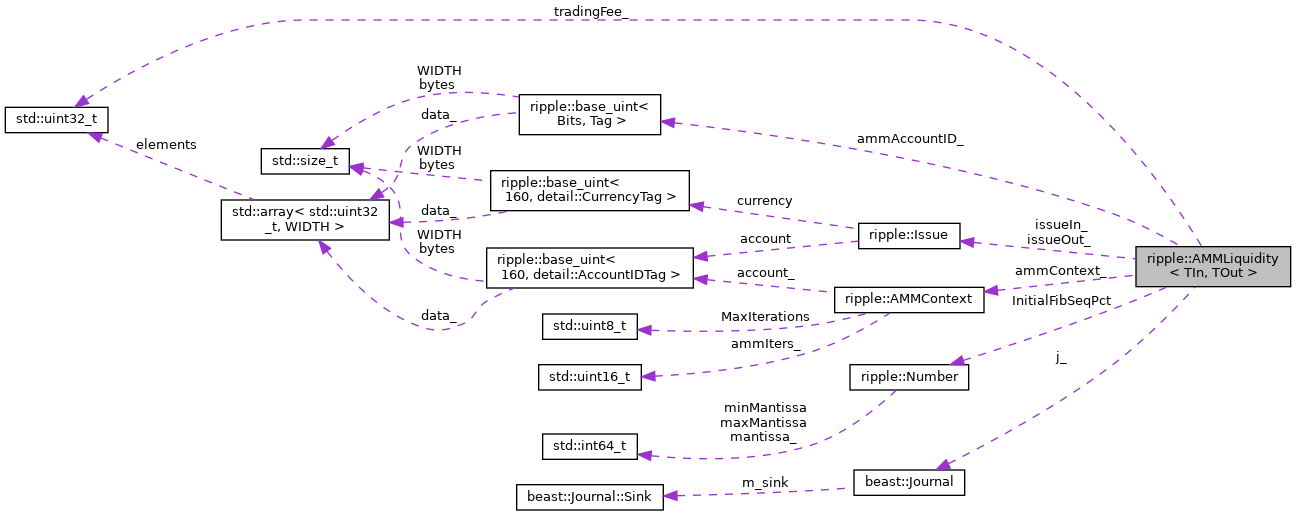 tradingFee_
WIDTH
bytes
ripple::base_uint<
Bits, Tag >
std::uint32_t
data_
ammAccountID_
elements
WIDTH
bytes
std::size_t
ripple::base_uint<
160, detail::CurrencyTag >
currency
std::array< std::uint32
_t, WIDTH >
data_
issueIn_
issueOut_
WIDTH
bytes
account
ripple::Issue
ripple::base_uint<
160, detail::AccountIDTag >
ripple::AMMLiquidity
< TIn, TOut >
account_
ammContext_
ripple::AMMContext
InitialFibSeqPct
data_
std::uint8_t
MaxIterations
ammIters_
j_
std::uint16_t
ripple::Number
minMantissa
maxMantissa
mantissa_
std::int64_t
m_sink
beast::Journal
beast::Journal::Sink